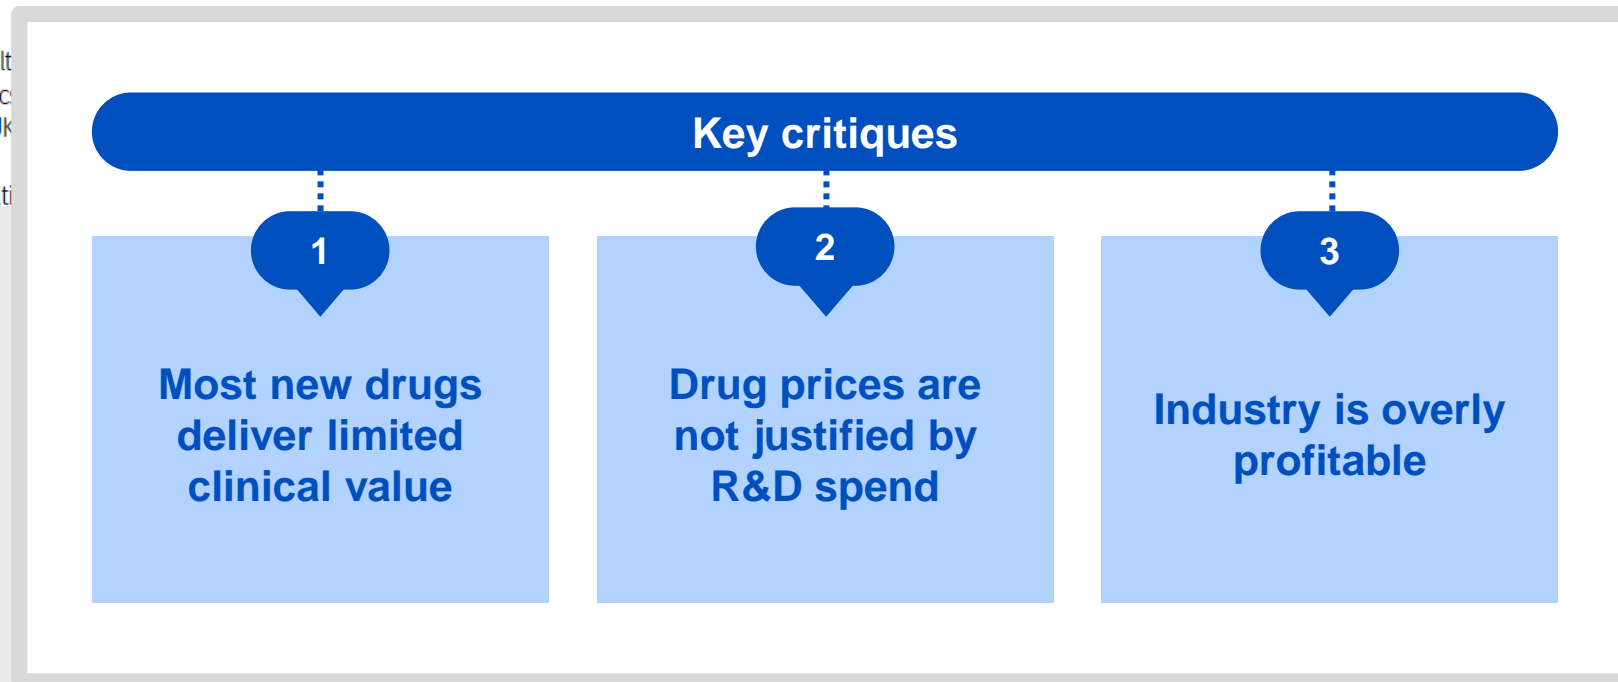 Key critiques
1
2
3
Most new drugs
deliver limited
clinical value
Drug prices are
not justified by
R&D spend
Industry is overly
profitable